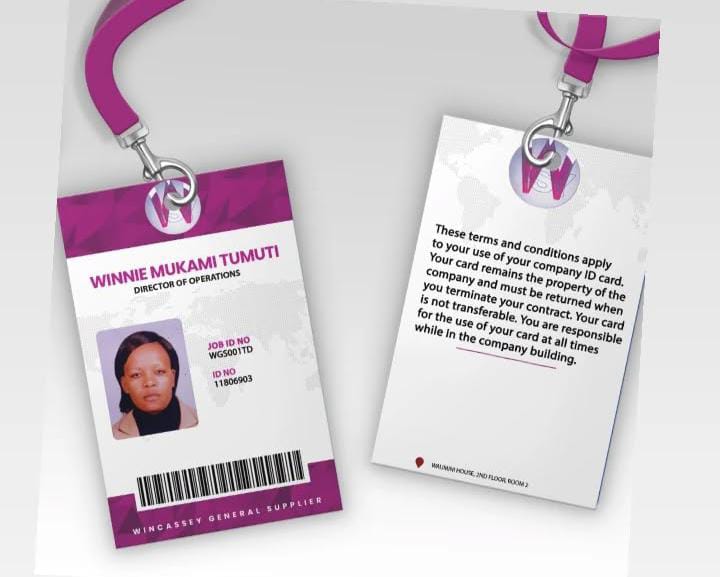 WINNIE MUKAMI TUMUTI
DIRECTOR OF OPERATIONS
JOB ID NO
WGS001TD
ID NO
11806903
WINCASSEY GENERAL SUPPLIER
These terms and conditions apply
to your use of your company ID card.
Your card remains the property of the
company and must be returned when
you terminate your contract. Your card
is not transferable. You are responsible
for the use of your card at all times
while in the company building.
WAUMINI HOUSE, 2ND FLOOR, ROOM 2